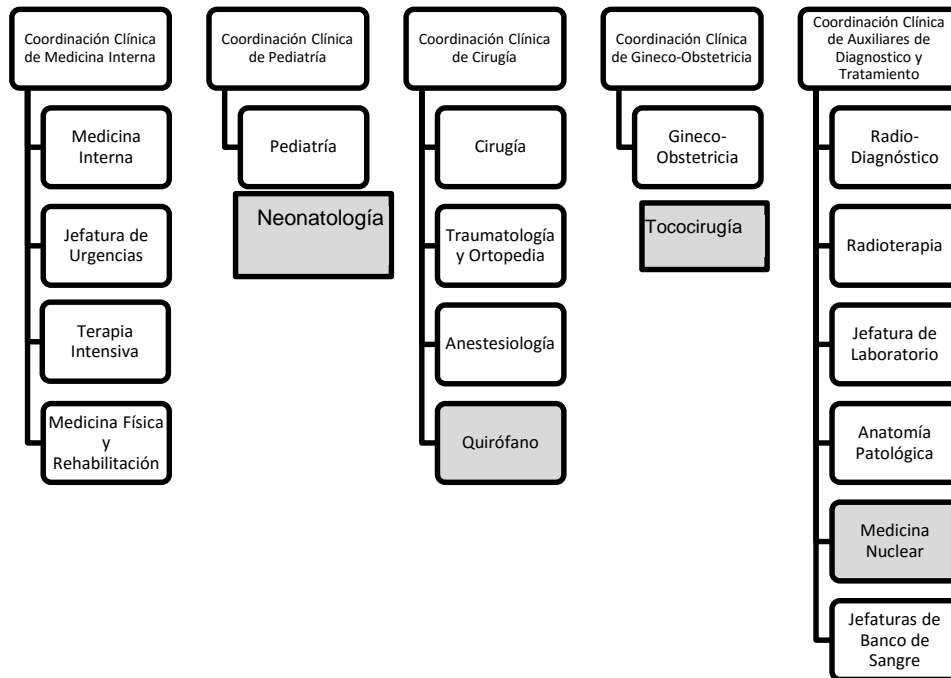 Coordinación Clínica
de Medicina Interna
Medicina
Interna
Jefatura de
Urgencias
Terapia
Intensiva
Medicina Física
y
Rehabilitación
Coordinación Clínica
de Pediatría
Pediatría
Neonatología
Coordinación Clínica
de Cirugía
Cirugía
Traumatología
y Ortopedia
Anestesiología
Quirófano
Coordinación Clínica
de Gineco-Obstetricia
Gineco-
Obstetricia
Tococirugía
Coordinación Clínica
de Auxiliares de
Diagnostico y
Tratamiento
Radio-
Diagnóstico
Radioterapia
Jefatura de
Laboratorio
Anatomía
Patológica
Medicina
Nuclear
Jefaturas de
Banco de
Sangre